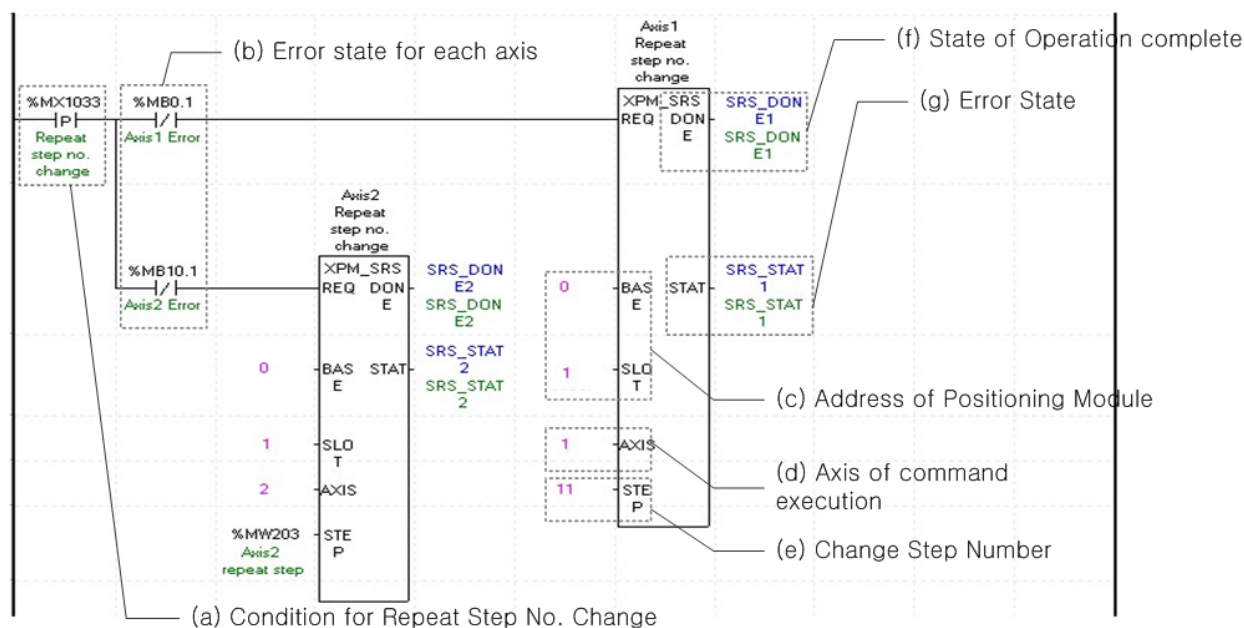 (b) Error state for each axis
Axis1
Repeat
step no.
change
(f) State of Operation complete
%MX1033
P
Repeat
step no.
change
%MB0.1
Axis1 Error
XPM_SRS
REQ DON
E
SRS_DON
E1
SRS_DON
E1
(g) Error State
Axis2
Repeat
step no.
change
%MB10.1
Axis2 Error
XPM_SRS
REQ DON
E
SRS_DON
E2
SRS_DON
E2
0
BAS
E
STAT
SRS_STAT
1
SRS_STAT
1
0
BAS
E
STAT
SRS_STAT
2
SRS_STAT
2
1
SLO
T
(c) Address of Positioning Module
1
SLO
T
1
AXIS
(d) Axis of command
execution
2
AXIS
11
STE
P
%MW203
Axis2
repeat step
STE
P
(e) Change Step Number
(a) Condition for Repeat Step No. Change